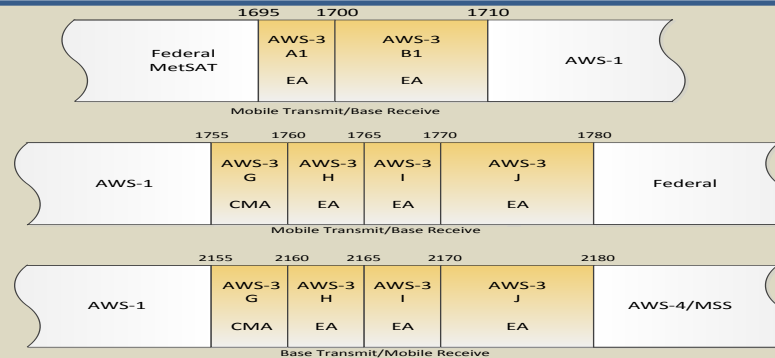 1695 1700 1710
Federal MetSAT
AWS-3 A1 EA
AWS-3 B1 EA
AWS-1
Mobile Transmit/Base Receive
1755 1760 1765 1770 1780
AWS-1
AWS-3 G CMA
AWS-3 H EA
AWS-3 I EA
AWS-3 J EA
Federal
Mobile Transmit/Base Receive
2155 2160 2165 2170 2180
AWS-1
AWS-3 G CMA
AWS-3 H EA
AWS-3 I EA
AWS-3 J EA
AWS-4/MSS
Base Transmit/Mobile Receive